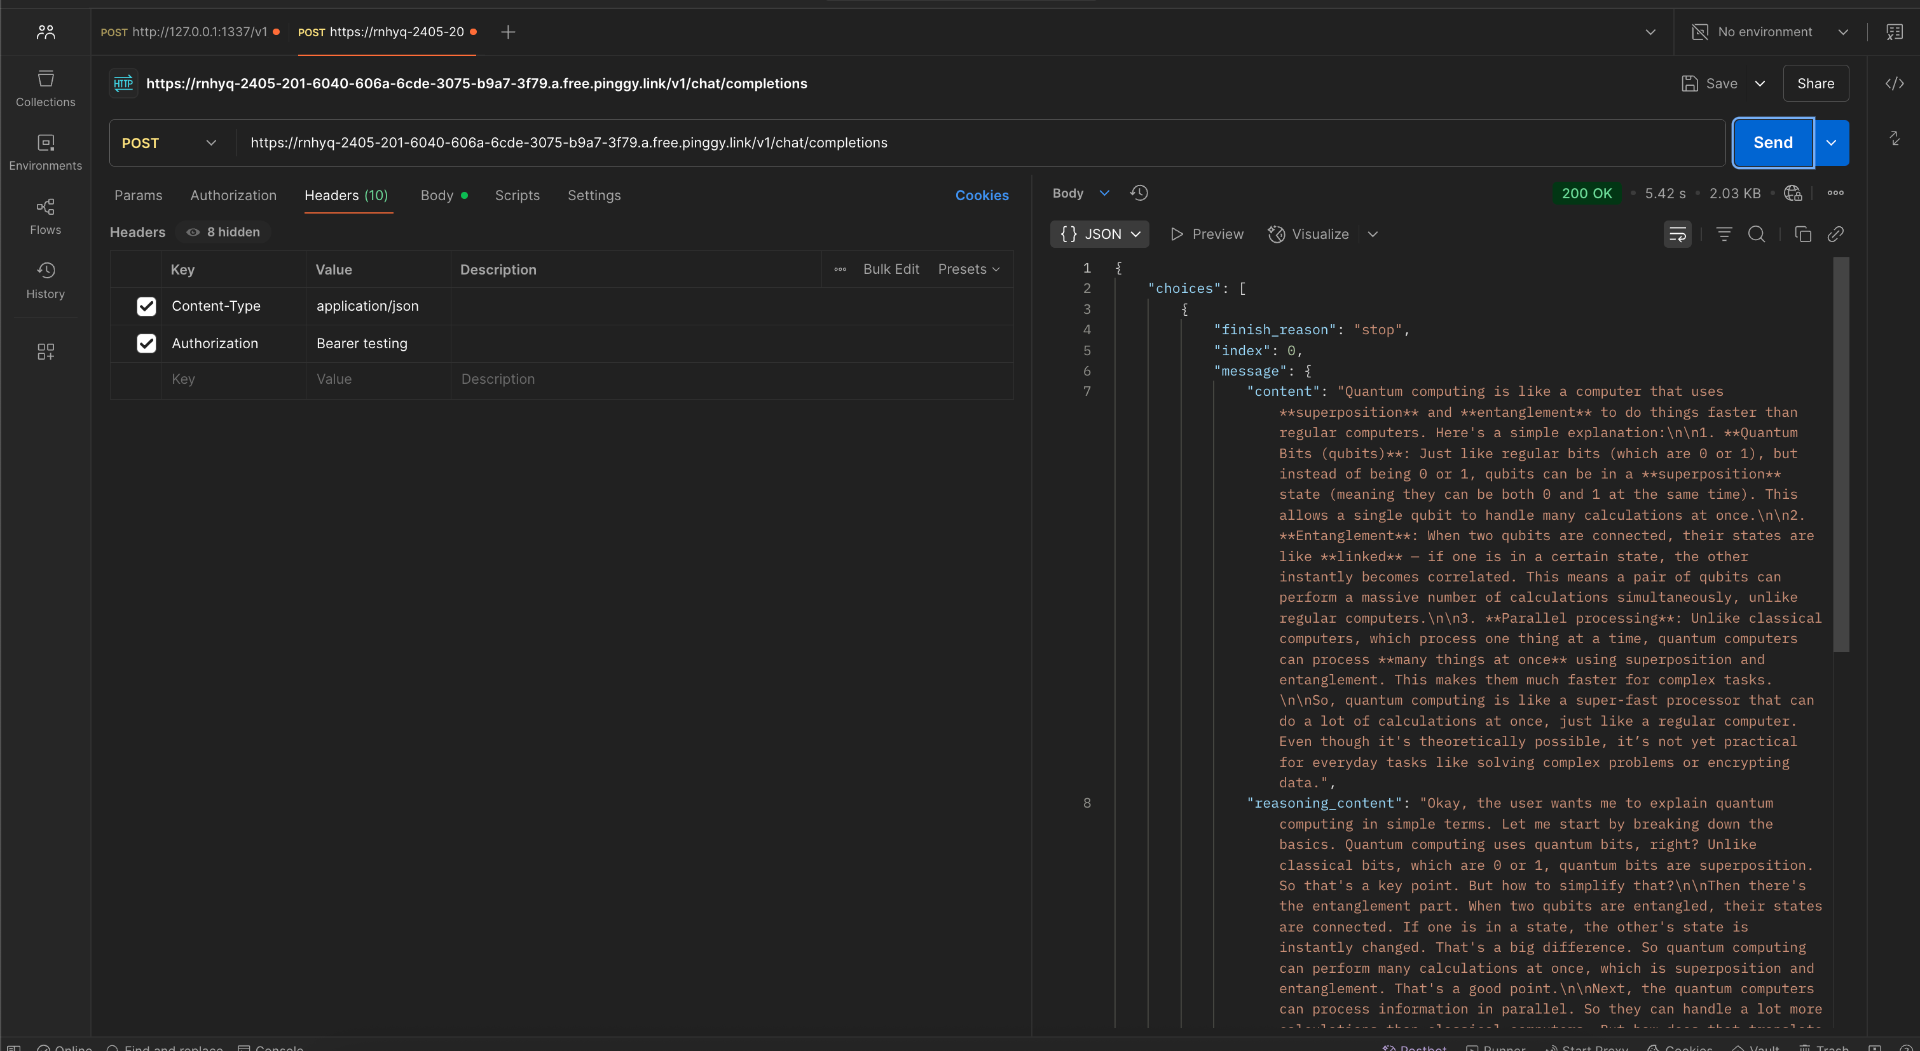 POST http://127.0.0.1:1337/v1
POST https://rnhyq-2405-20
No environment
Collections
Environments
Flows
History
HTTP https://rnhyq-2405-201-6040-606a-6cde-3075-b9a7-3f79.a.free.pinggy.link/v1/chat/completions
Save
Share
POST https://rnhyq-2405-201-6040-606a-6cde-3075-b9a7-3f79.a.free.pinggy.link/v1/chat/completions
Send
Params Authorization Headers (10) Body Scripts Settings Cookies
Headers 8 hidden
Key Value Description Bulk Edit Presets
Content-Type application/json
Authorization Bearer testing
Key Value Description
Body 200 OK 5.42 s 2.03 KB
{} JSON Preview Visualize
1 {
2 "choices": [
3 {
4 "finish_reason": "stop",
5 "index": 0,
6 "message": {
7 "content": "Quantum computing is like a computer that uses
**superposition** and **entanglement** to do things faster than
regular computers. Here's a simple explanation:\n\n1. **Quantum
Bits (qubits)**: Just like regular bits (which are 0 or 1), but
instead of being 0 or 1, qubits can be in a **superposition**
state (meaning they can be both 0 and 1 at the same time). This
allows a single qubit to handle many calculations at once.\n\n2.
**Entanglement**: When two qubits are connected, their states are
like **linked** — if one is in a certain state, the other
instantly becomes correlated. This means a pair of qubits can
perform a massive number of calculations simultaneously, unlike
regular computers.\n\n3. **Parallel processing**: Unlike classical
computers, which process one thing at a time, quantum computers
can process **many things at once** using superposition and
entanglement. This makes them much faster for complex tasks.
\n\nSo, quantum computing is like a super-fast processor that can
do a lot of calculations at once, just like a regular computer.
Even though it's theoretically possible, it’s not yet practical
for everyday tasks like solving complex problems or encrypting
data.",
8 "reasoning_content": "Okay, the user wants me to explain quantum
computing in simple terms. Let me start by breaking down the
basics. Quantum computing uses quantum bits, right? Unlike
classical bits, which are 0 or 1, quantum bits are superposition.
So that's a key point. But how to simplify that?\n\nThen there's
the entanglement part. When two qubits are entangled, their states
are connected. If one is in a state, the other's state is
instantly changed. That's a big difference. So quantum computing
can perform many calculations at once, which is superposition and
entanglement. That's a good point.\n\nNext, the quantum computers
can process information in parallel. So they can handle a lot more
calculations than classical computers. But how does that translate
Online Find and replace Console
Postbot Runner Start Proxy Cookies Vault Trash